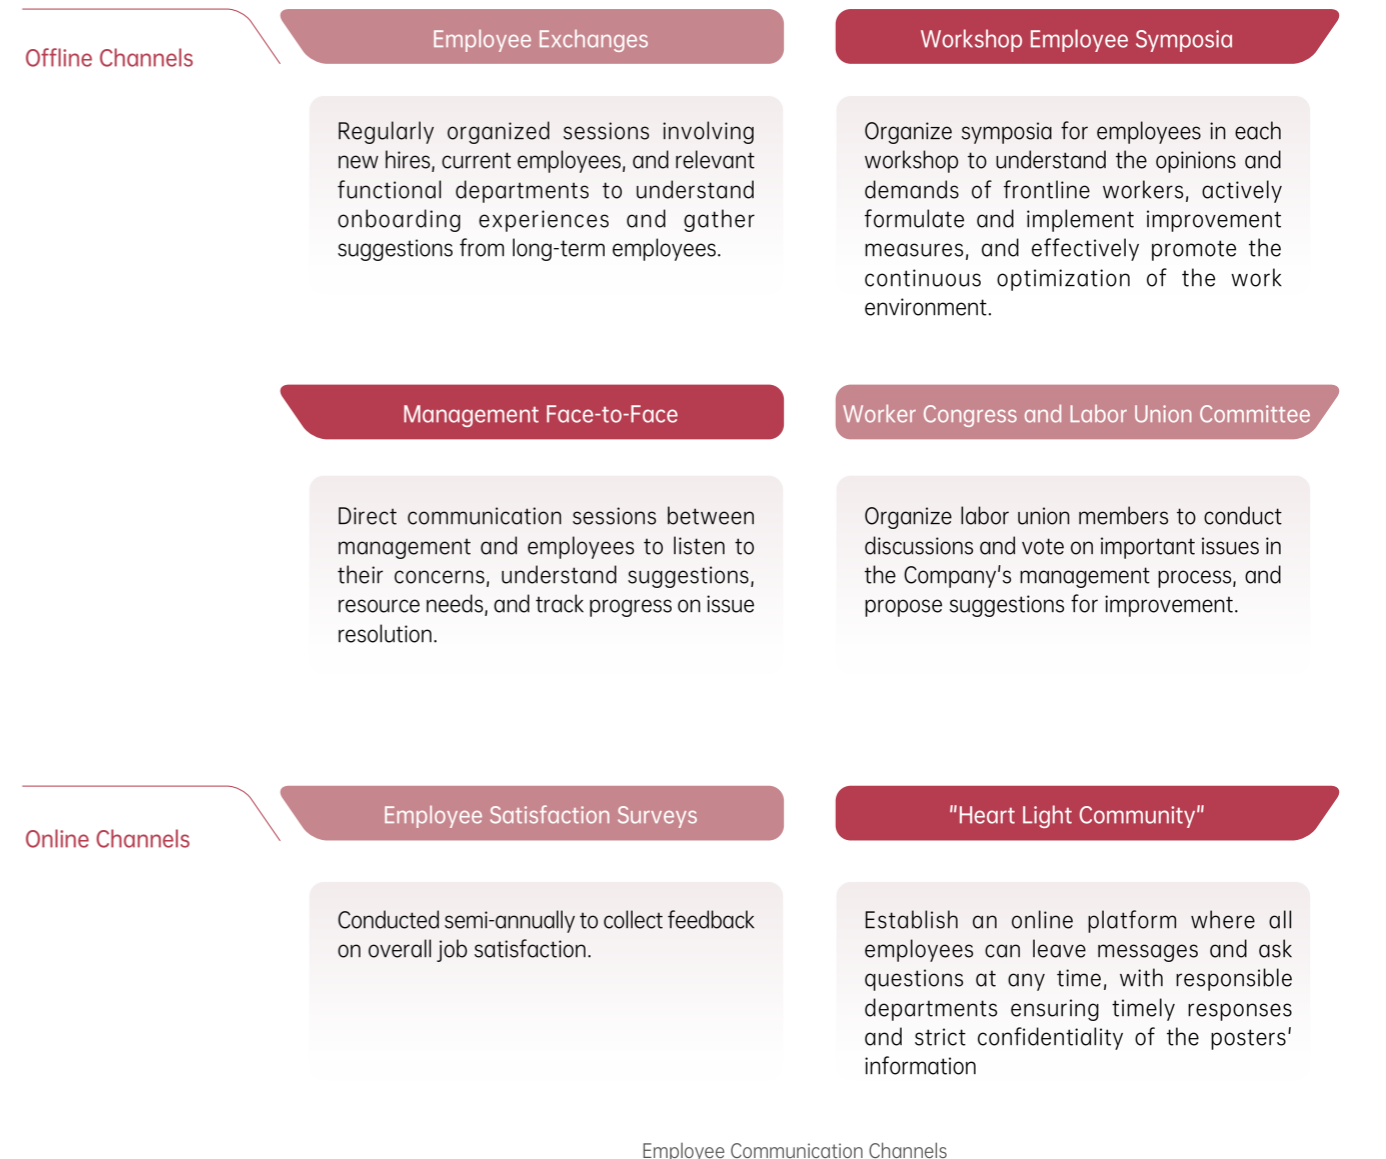 Offline Channels
Employee Exchanges
Regularly organized sessions involving
new hires, current employees, and relevant
functional departments to understand
onboarding experiences and gather
suggestions from long-term employees.
Workshop Employee Symposia
Organize symposia for employees in each
workshop to understand the opinions and
demands of frontline workers, actively
formulate and implement improvement
measures, and effectively promote the
continuous optimization of the work
environment.
Management Face-to-Face
Direct communication sessions between
management and employees to listen to
their concerns, understand suggestions,
resource needs, and track progress on issue
resolution.
Worker Congress and Labor Union Committee
Organize labor union members to conduct
discussions and vote on important issues in
the Company's management process, and
propose suggestions for improvement.
Online Channels
Employee Satisfaction Surveys
Conducted semi-annually to collect feedback
on overall job satisfaction.
"Heart Light Community"
Establish an online platform where all
employees can leave messages and ask
questions at any time, with responsible
departments ensuring timely responses
and strict confidentiality of the posters'
information
Employee Communication Channels